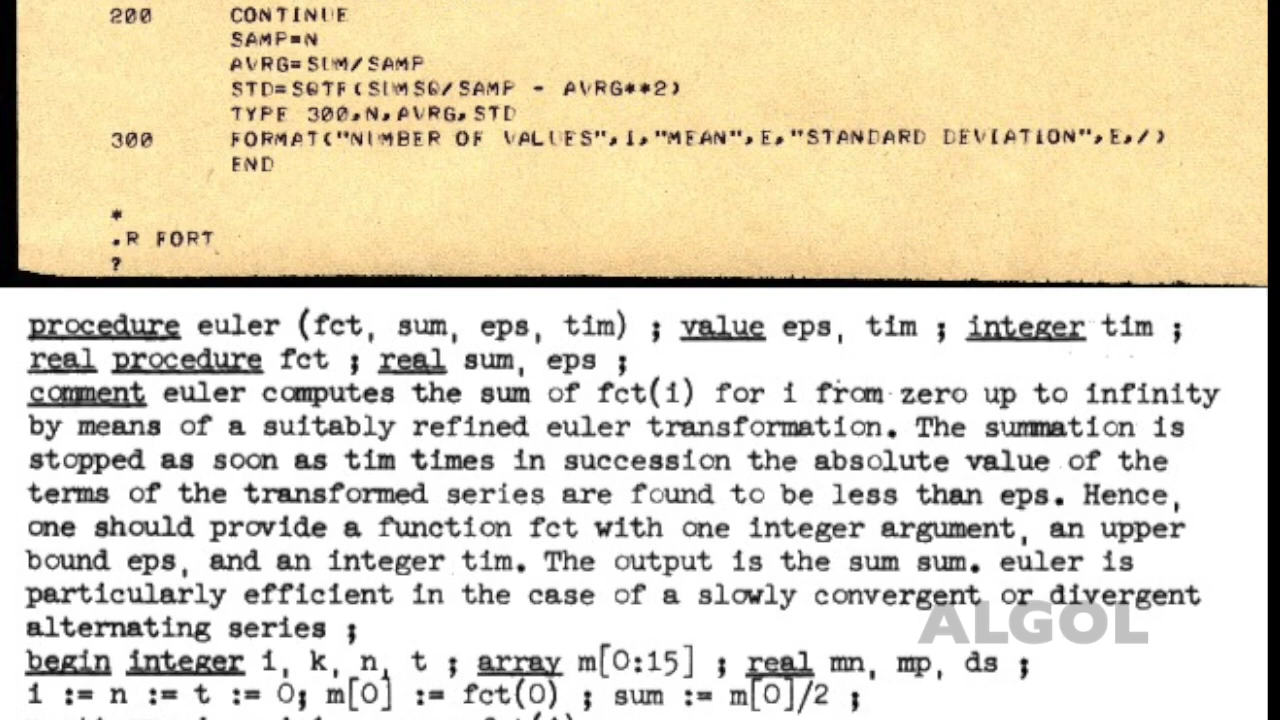 200 CONTINUE
SAMP=N
AVRG=SUM/SAMP
STD=SQTF(SUMSQ/SAMP - AVRG**2)
TYPE 300,N,AVRG,STD
300 FORMAT("NUMBER OF VALUES",I,"MEAN",E,"STANDARD DEVIATION",E,/)
END
*
.R FORT
?
procedure euler (fct, sum, eps, tim) ; value eps, tim ; integer tim ;
real procedure fct ; real sum, eps ;
comment euler computes the sum of fct(i) for i from zero up to infinity
by means of a suitably refined euler transformation. The summation is
stopped as soon as tim times in succession the absolute value of the
terms of the transformed series are found to be less than eps. Hence,
one should provide a function fct with one integer argument, an upper
bound eps, and an integer tim. The output is the sum sum. euler is
particularly efficient in the case of a slowly convergent or divergent
alternating series ;
ALGOL
begin integer i, k, n, t ; array m[0:15] ; real mn, mp, ds ;
i := n := t := 0; m[0] := fct(0) ; sum := m[0]/2 ;